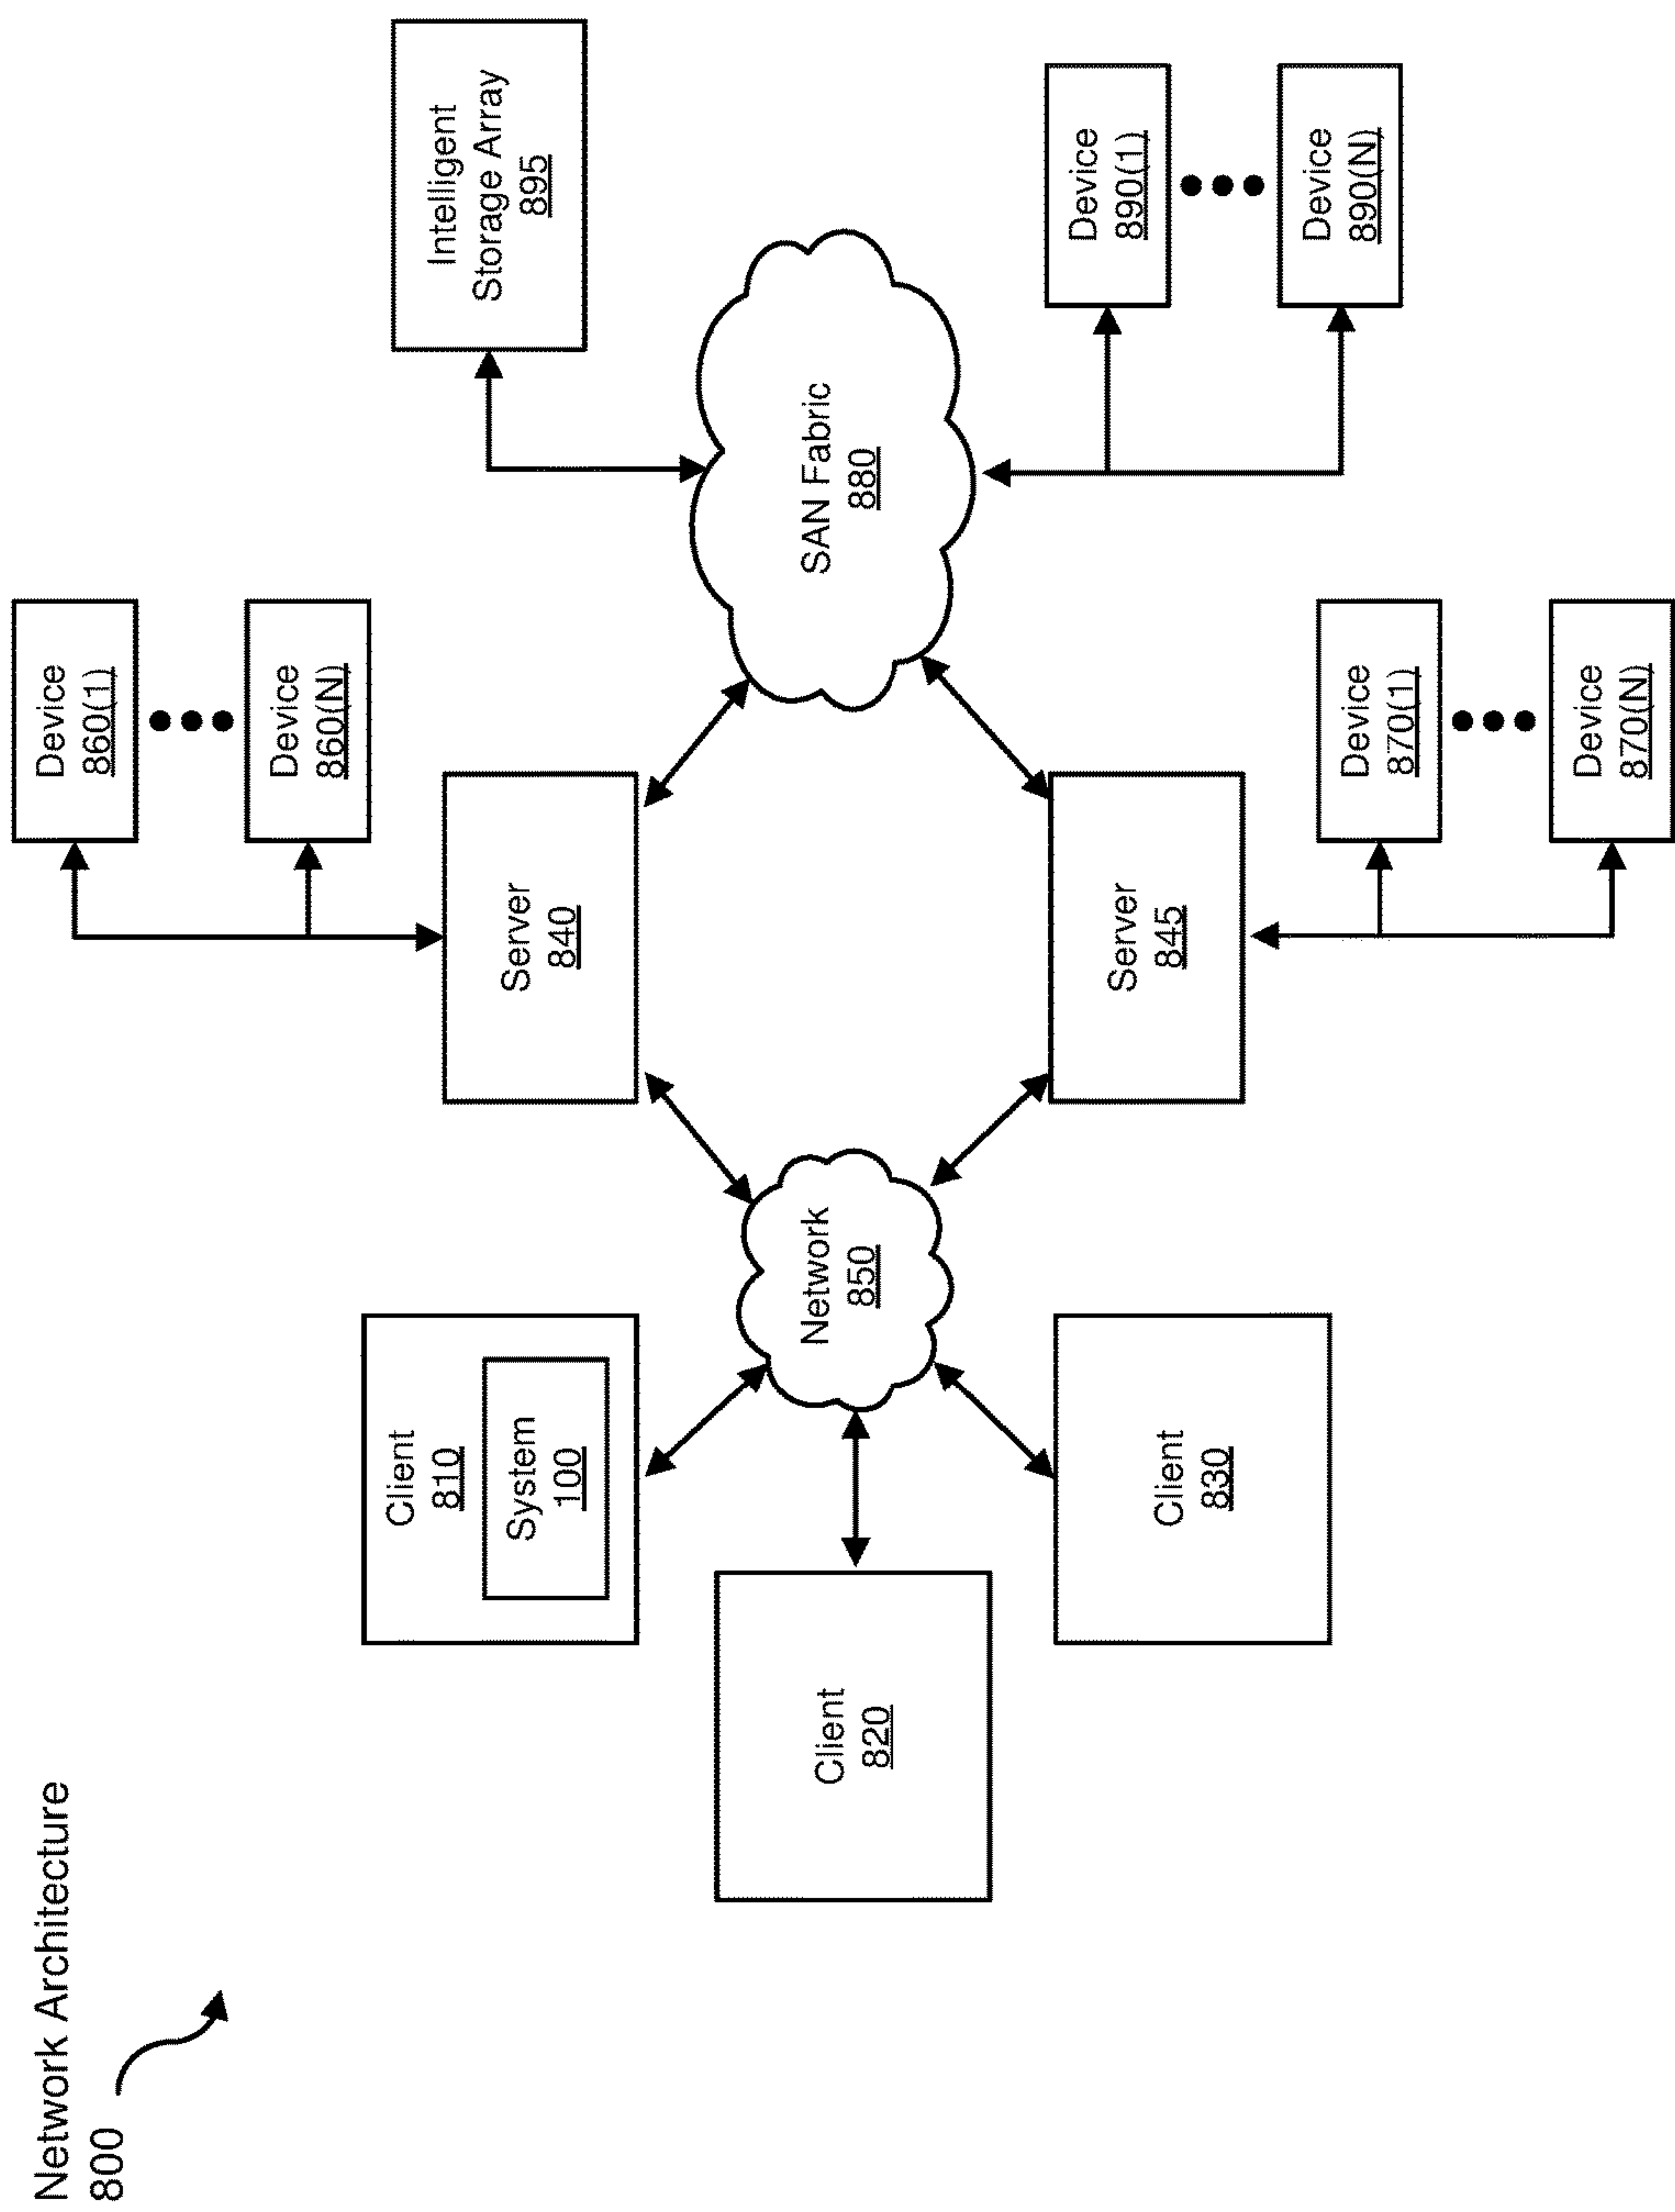 Network Architecture
800
Device
860(1)
Device
860(N)
Intelligent
Storage Array
895
Client
810
System
100
Server
840
Client
820
Network
850
SAN Fabric
880
Client
830
Server
845
Device
890(1)
Device
890(N)
Device
870(1)
Device
870(N)